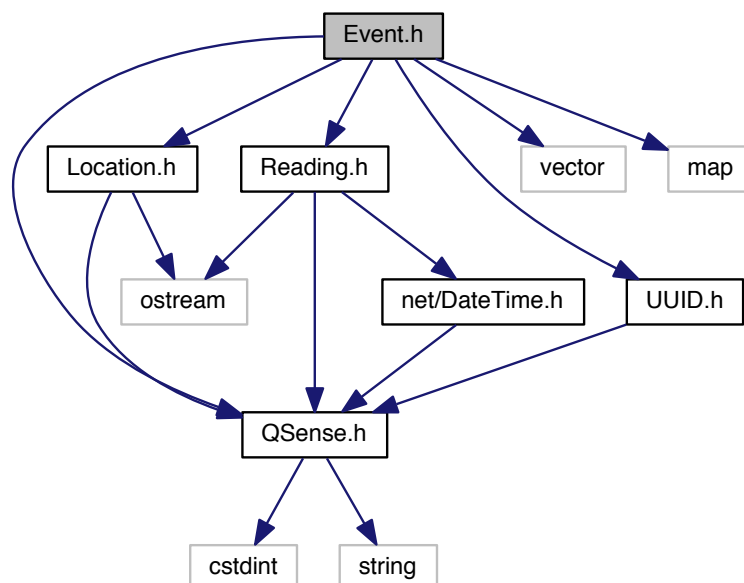 Event.h
Location.h
Reading.h
vector
map
ostream
net/DateTime.h
UUID.h
QSense.h
cstdint
string